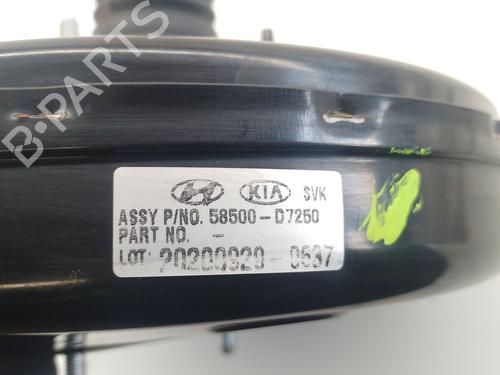 B-PARTS
KIA SVK
ASSY P/NO. 58500-D7250
PART NO. -
LOT: 20200920-0637